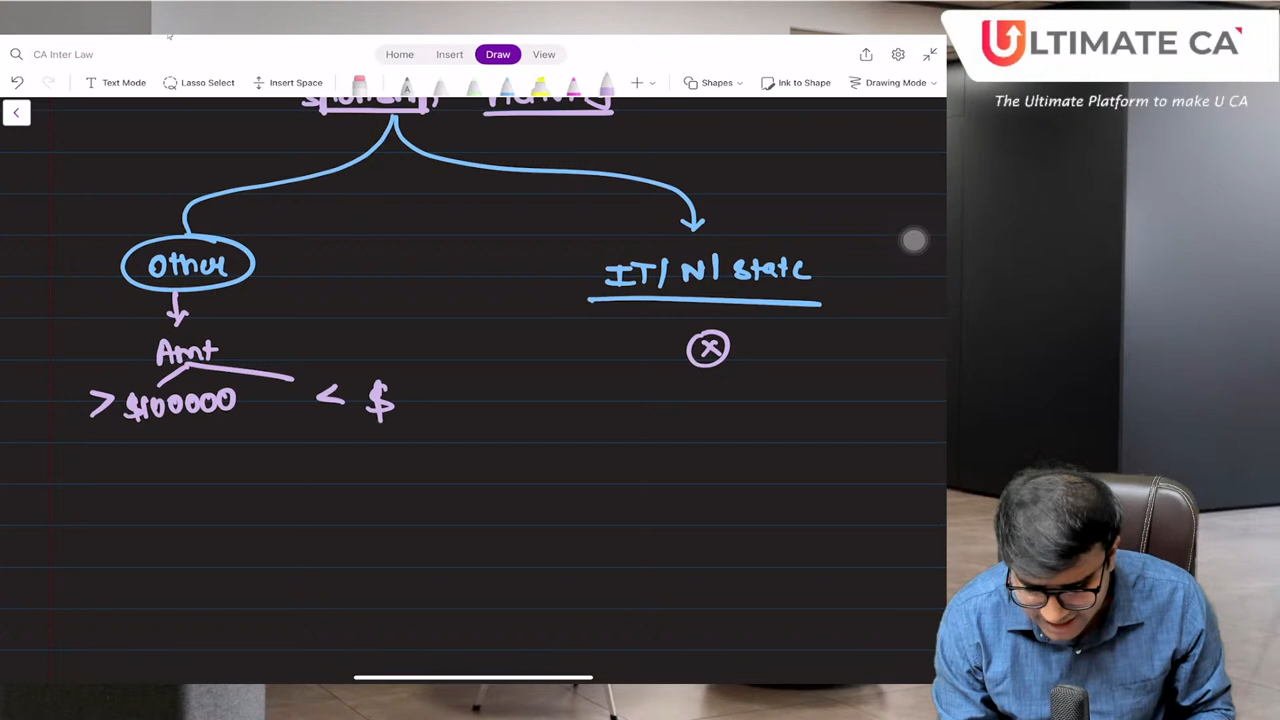 CA Inter Law
Home Insert Draw View
Text Mode Lasso Select Insert Space Shapes Ink to Shape Drawing Mode
ULTIMATE CA
The Ultimate Platform to make U CA
Other
IT/ N/ State
Amt
> $100000 < $